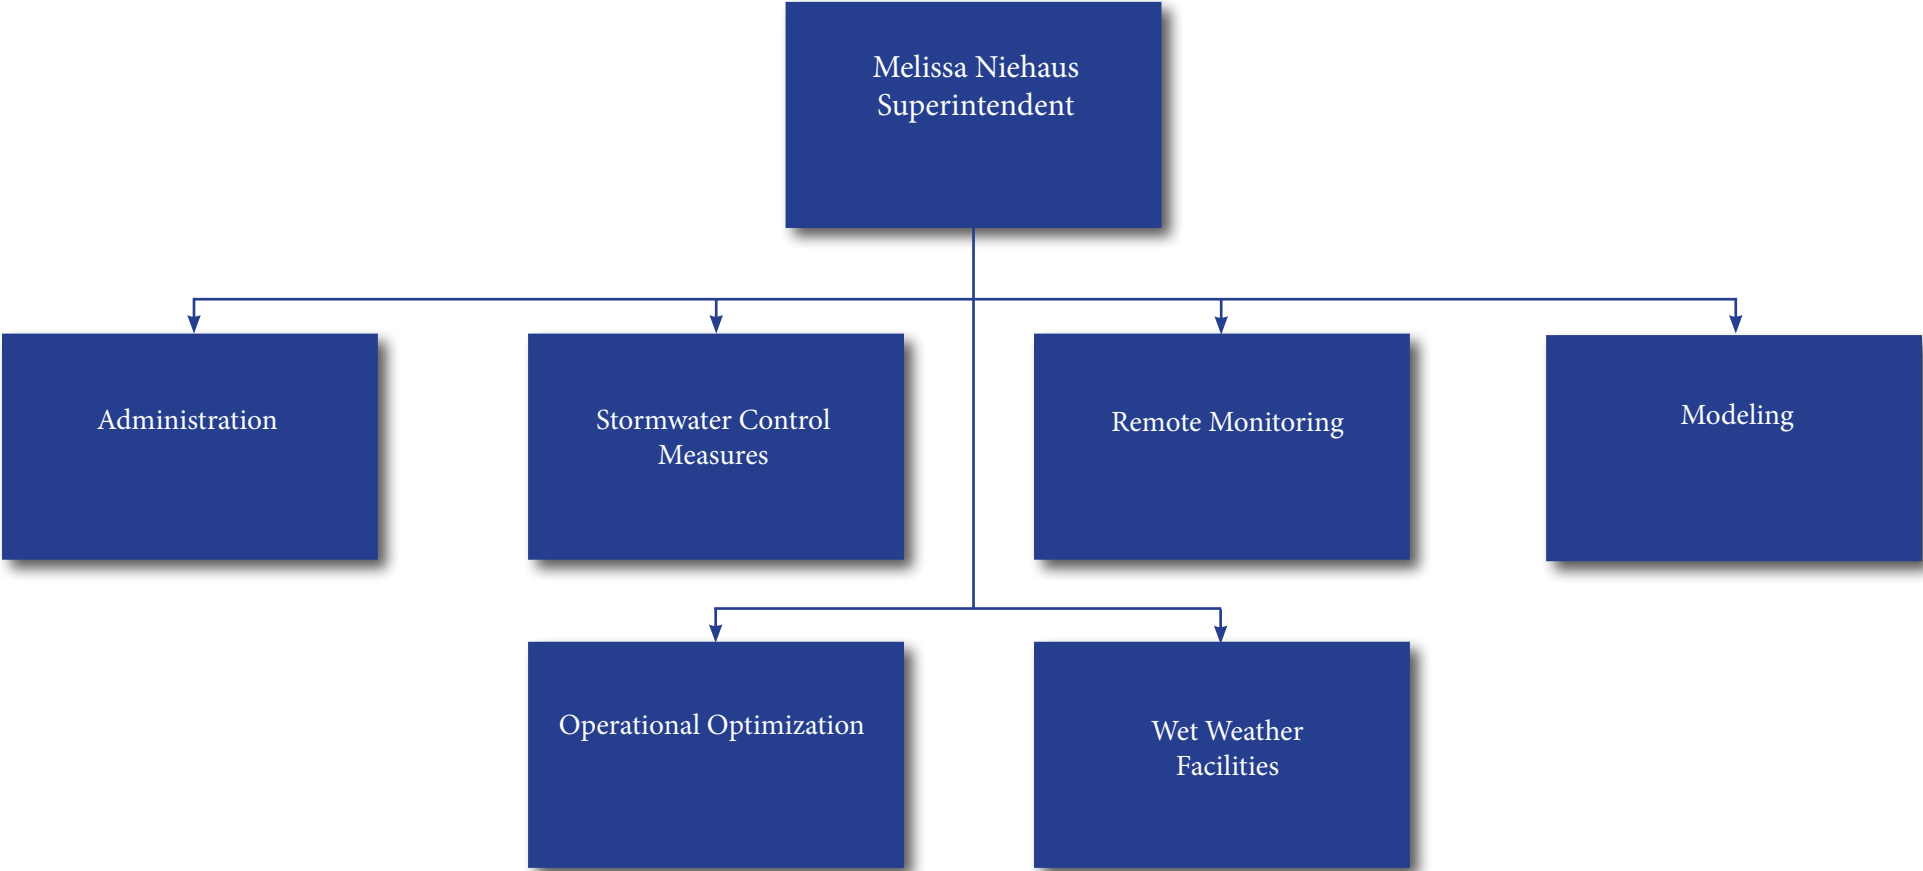 Melissa Niehaus
Superintendent
Administration
Stormwater Control
Measures
Remote Monitoring
Modeling
Operational Optimization
Wet Weather
Facilities